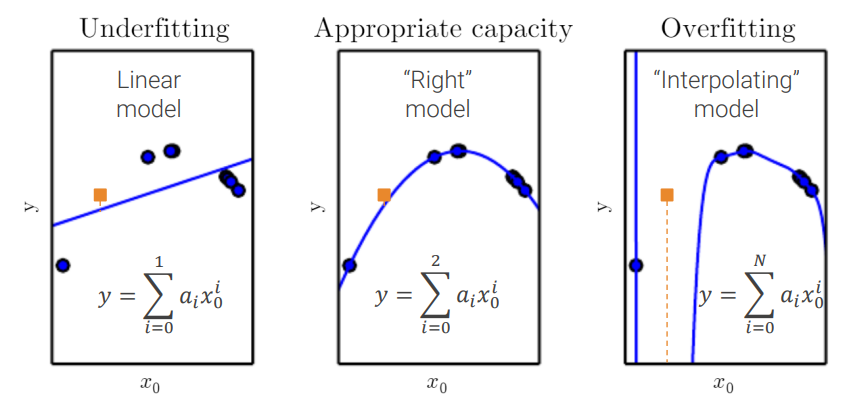 Underfitting
Linear
model
y
y = \sum_{i=0}^{1} a_i x_0^i
x_0
Appropriate capacity
“Right”
model
y
y = \sum_{i=0}^{2} a_i x_0^i
x_0
Overfitting
“Interpolating”
model
y
y = \sum_{i=0}^{N} a_i x_0^i
x_0